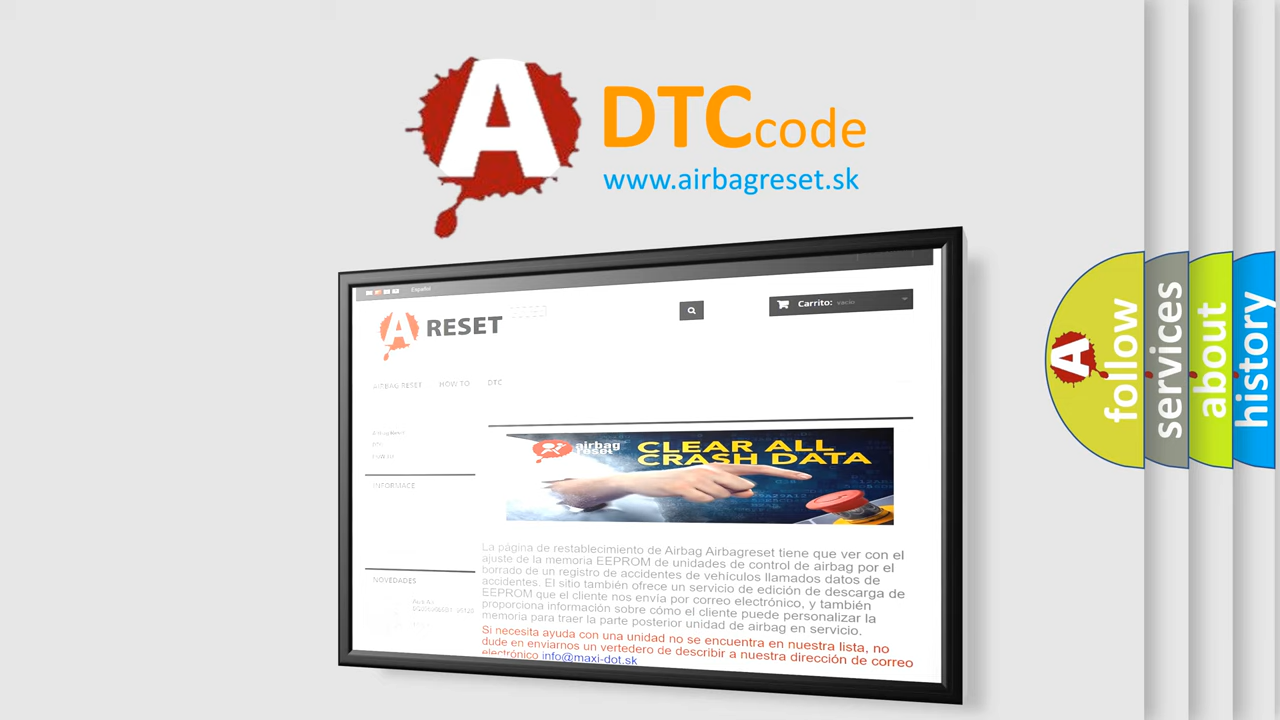 A
DTCcode
www.airbagreset.sk
Español
A RESET
Carrito: vacío
AIRBAG RESET HOW TO DTC
INFORMACE
NOVEDADES
airbag
reset
CLEAR ALL
CRASH DATA
La página de restablecimiento de Airbag Airbagreset tiene que ver con el
ajuste de la memoria EEPROM de unidades de control de airbag por el
borrado de un registro de accidentes de vehículos llamados datos de
accidentes. El sitio también ofrece un servicio de edición de descarga de
EEPROM que el cliente nos envía por correo electrónico, y también
proporciona información sobre cómo el cliente puede personalizar la
memoria para traer la parte posterior unidad de airbag en servicio.
Si necesita ayuda con una unidad no se encuentra en nuestra lista, no
dude en enviarnos un vertedero de describir a nuestra dirección de correo
electrónico info@maxi-dot.sk
A
follow
services
about
history